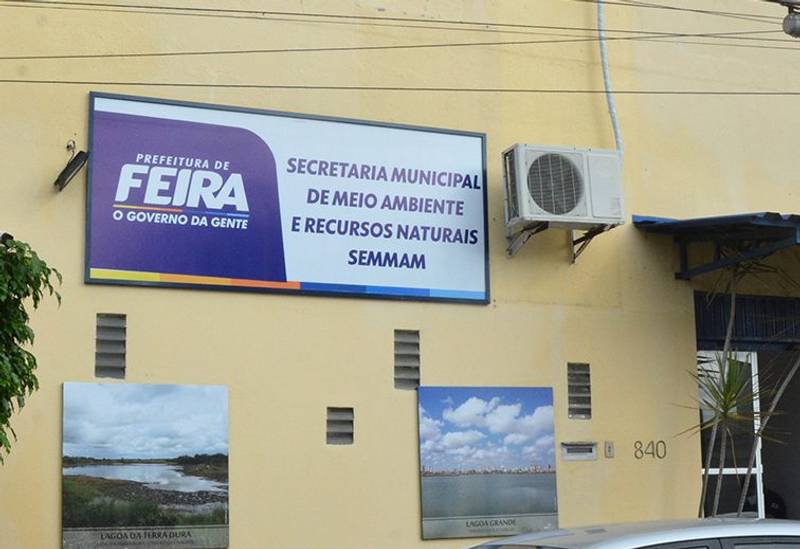 PREFEITURA DE
FEIRA
O GOVERNO DA GENTE
SECRETARIA MUNICIPAL
DE MEIO AMBIENTE
E RECURSOS NATURAIS
SEMMAM
840
LAGOA DA TERRA DURA
LAGOA GRANDE